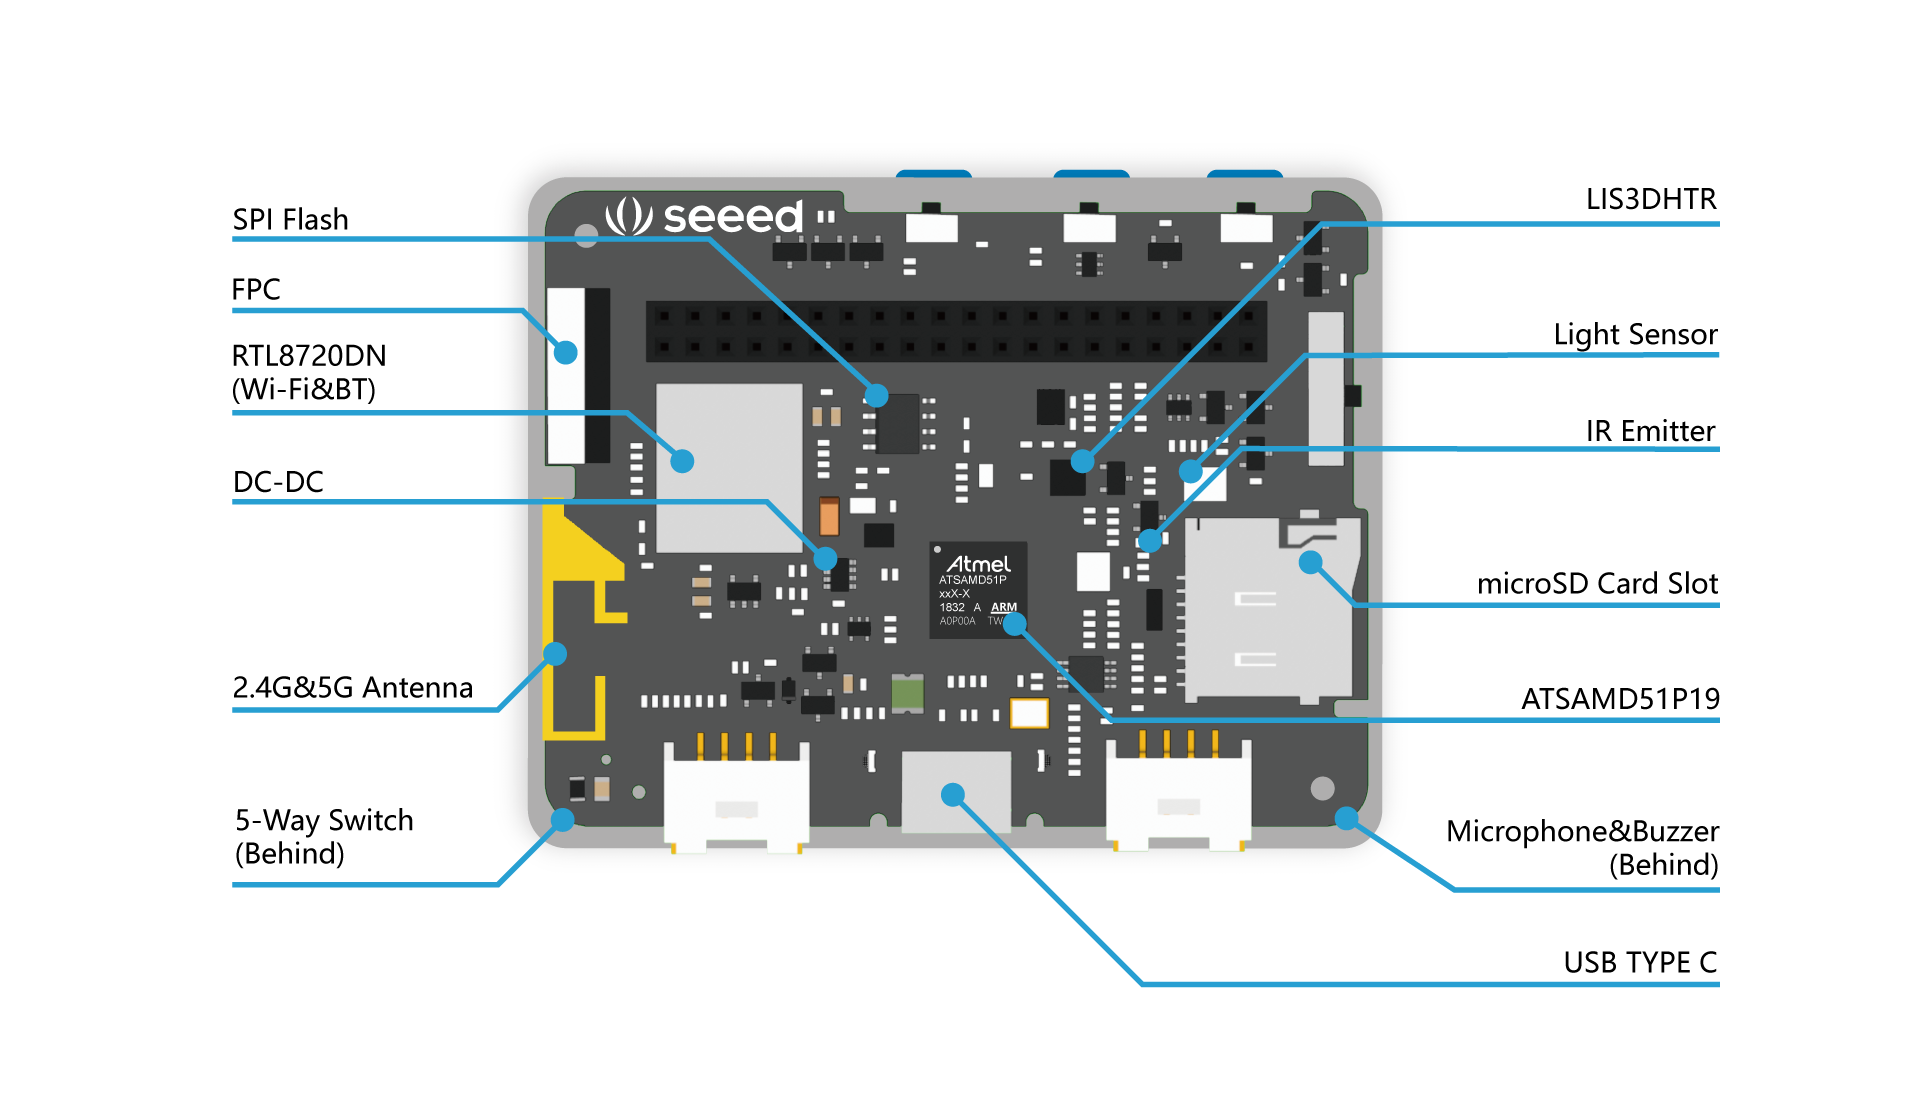 seeed
SPI Flash
FPC
RTL8720DN
(Wi-Fi&BT)
DC-DC
2.4G&5G Antenna
5-Way Switch
(Behind)
Atmel
ATSAMD51P
xxX-X
1832 A ARM
A0P00A TW
LIS3DHTR
Light Sensor
IR Emitter
microSD Card Slot
ATSAMD51P19
Microphone&Buzzer
(Behind)
USB TYPE C